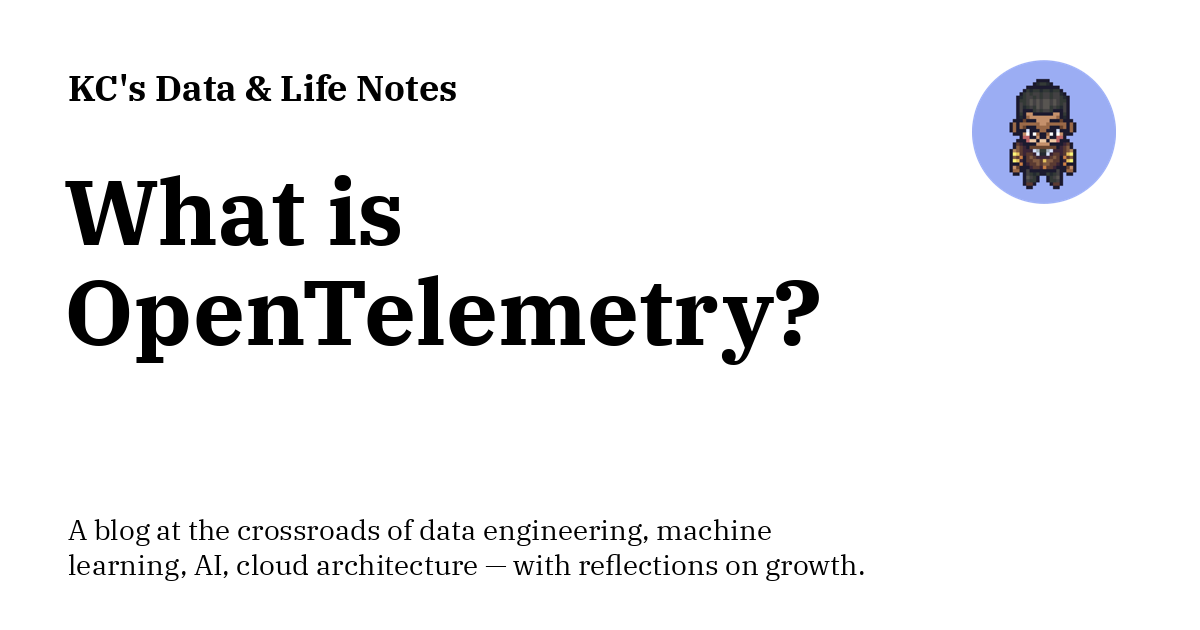 KC's Data & Life Notes
What is
OpenTelemetry?
A blog at the crossroads of data engineering, machine
learning, AI, cloud architecture — with reflections on growth.